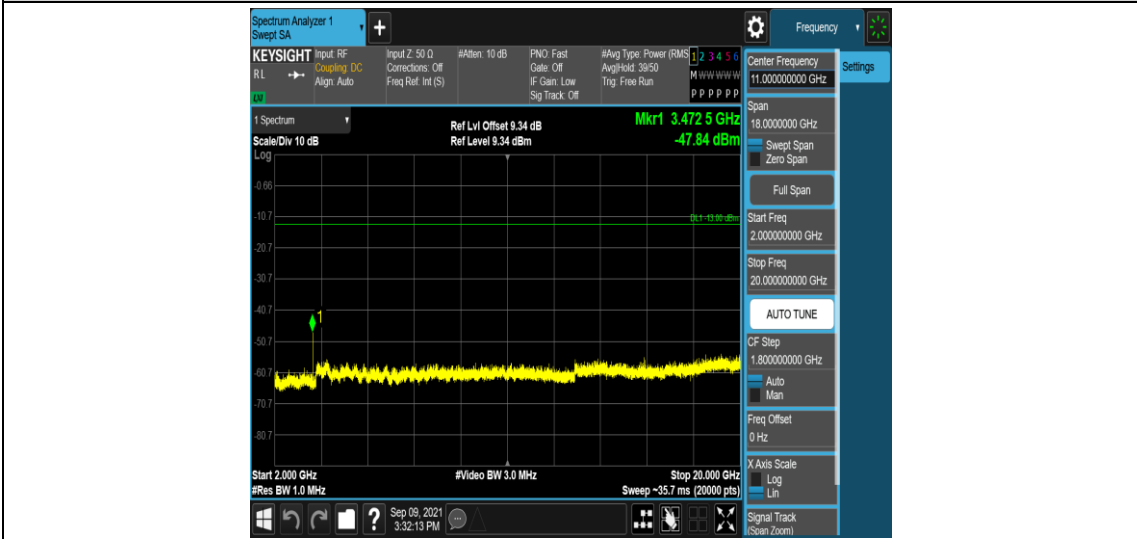 Spectrum Analyzer 1
Swept SA
+
Frequency
KEYSIGHT
RL
LNI
Input: RF
Coupling: DC
Align: Auto
Input Z: 50 Ω
Corrections: Off
Freq Ref: Int (S)
#Atten: 10 dB
PNO: Fast
Gate: Off
IF Gain: Low
Sig Track: Off
#Avg Type: Power (RMS
Avg|Hold: 39/50
Trig: Free Run
1 2 3 4 5 6
M W W W W W
P P P P P P
1 Spectrum
Scale/Div 10 dB
Ref Lvl Offset 9.34 dB
Ref Level 9.34 dBm
Mkr1 3.472 5 GHz
-47.84 dBm
Log
-0.66
-10.7
DL1 -13.00 dBm
-20.7
-30.7
-40.7
1
-50.7
-60.7
-70.7
-80.7
Start 2.000 GHz
#Video BW 3.0 MHz
Stop 20.000 GHz
#Res BW 1.0 MHz
Sweep ~35.7 ms (20000 pts)
?
Sep 09, 2021
3:32:13 PM
Center Frequency
11.000000000 GHz
Settings
Span
18.0000000 GHz
Swept Span
Zero Span
Full Span
Start Freq
2.000000000 GHz
Stop Freq
20.000000000 GHz
AUTO TUNE
CF Step
1.800000000 GHz
Auto
Man
Freq Offset
0 Hz
X Axis Scale
Log
Lin
Signal Track
(Span Zoom)